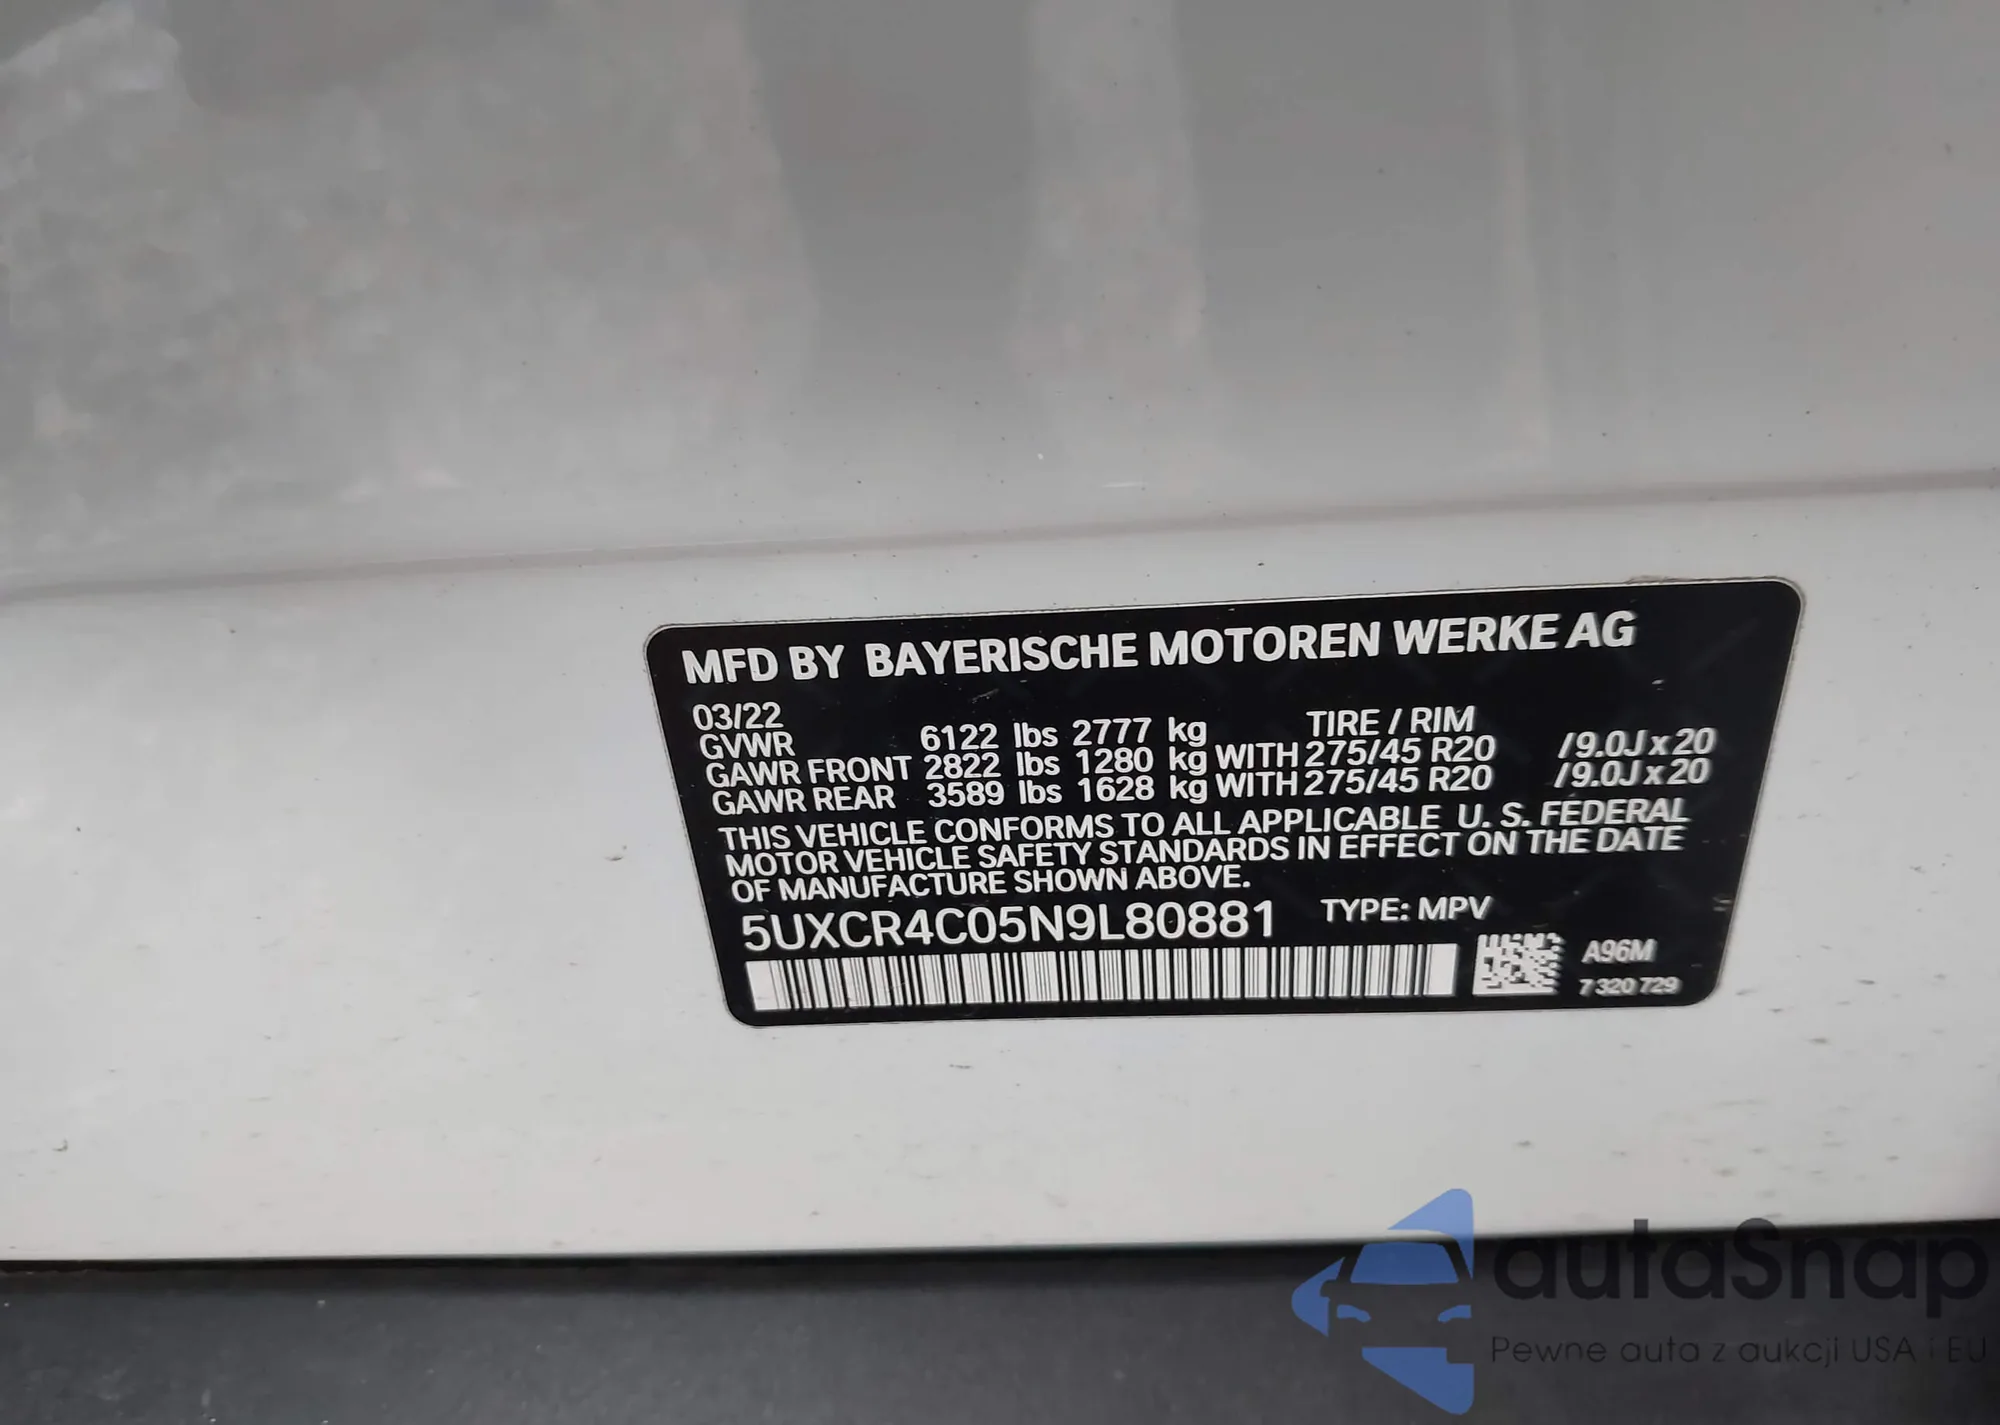 MFD BY BAYERISCHE MOTOREN WERKE AG
03/22 TIRE / RIM
GVWR 6122 lbs 2777 kg
GAWR FRONT 2822 lbs 1280 kg WITH 275/45 R20 /9.0J x 20
GAWR REAR 3589 lbs 1628 kg WITH 275/45 R20 /9.0J x 20
THIS VEHICLE CONFORMS TO ALL APPLICABLE U. S. FEDERAL
MOTOR VEHICLE SAFETY STANDARDS IN EFFECT ON THE DATE
OF MANUFACTURE SHOWN ABOVE.
5UXCR4C05N9L80881 TYPE: MPV
A96M
7 320 729
autaSnap
Pewne auta z aukcji USA i EU